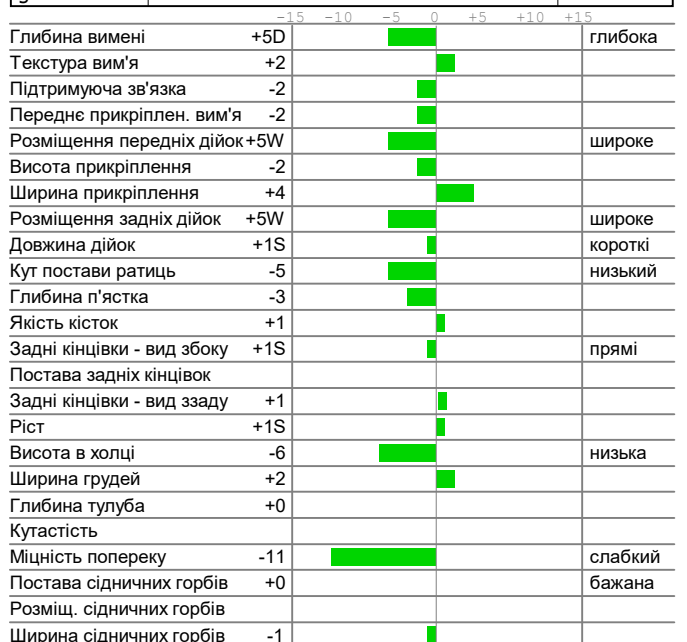 -15 -10 -5 0 +5 +10 +15
Глибина вимені +5D глибока
Текстура вим'я +2
Підтримуюча зв'язка -2
Переднє прикріплен. вим'я -2
Розміщення передніх дійок +5W широке
Висота прикріплення -2
Ширина прикріплення +4
Розміщення задніх дійок +5W широке
Довжина дійок +1S короткі
Кут постави ратиць -5 низький
Глибина п'ястка -3
Якість кісток +1
Задні кінцівки - вид збоку +1S прямі
Постава задніх кінцівок
Задні кінцівки - вид ззаду +1
Ріст +1S
Висота в холці -6 низька
Ширина грудей +2
Глибина тулуба +0
Кутастість
Міцність попереку -11 слабкий
Постава сідничних горбів +0 бажана
Розміщ. сідничних горбів
Ширина сідничних горбів -1